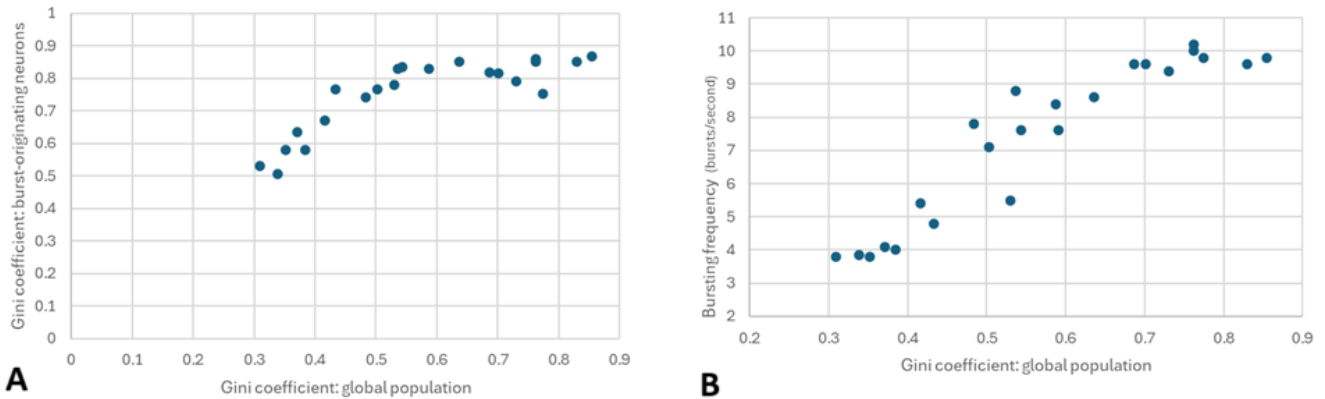 Gini coefficient: burst-originating neurons
1
0.9
0.8
0.7
0.6
0.5
0.4
0.3
0.2
0.1
0
0 0.1 0.2 0.3 0.4 0.5 0.6 0.7 0.8 0.9
Gini coefficient: global population
A
Bursting frequency (bursts/second)
11
10
9
8
7
6
5
4
3
2
0.2 0.3 0.4 0.5 0.6 0.7 0.8 0.9
Gini coefficient: global population
B